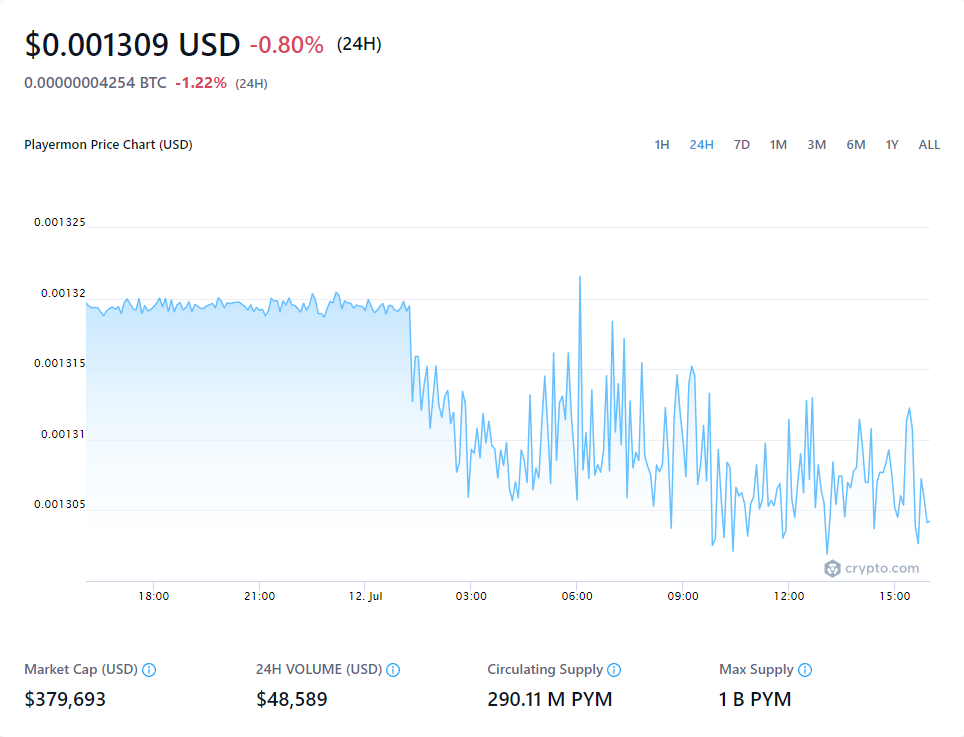 $0.001309 USD -0.80% (24H)
0.00000004254 BTC -1.22% (24H)
Playermon Price Chart (USD) 1H 24H 7D 1M 3M 6M 1Y ALL
0.001325
0.00132
0.001315
0.00131
0.001305
crypto.com
18:00 21:00 12. Jul 03:00 06:00 09:00 12:00 15:00
Market Cap (USD) 24H VOLUME (USD) Circulating Supply Max Supply
$379,693 $48,589 290.11 M PYM 1 B PYM